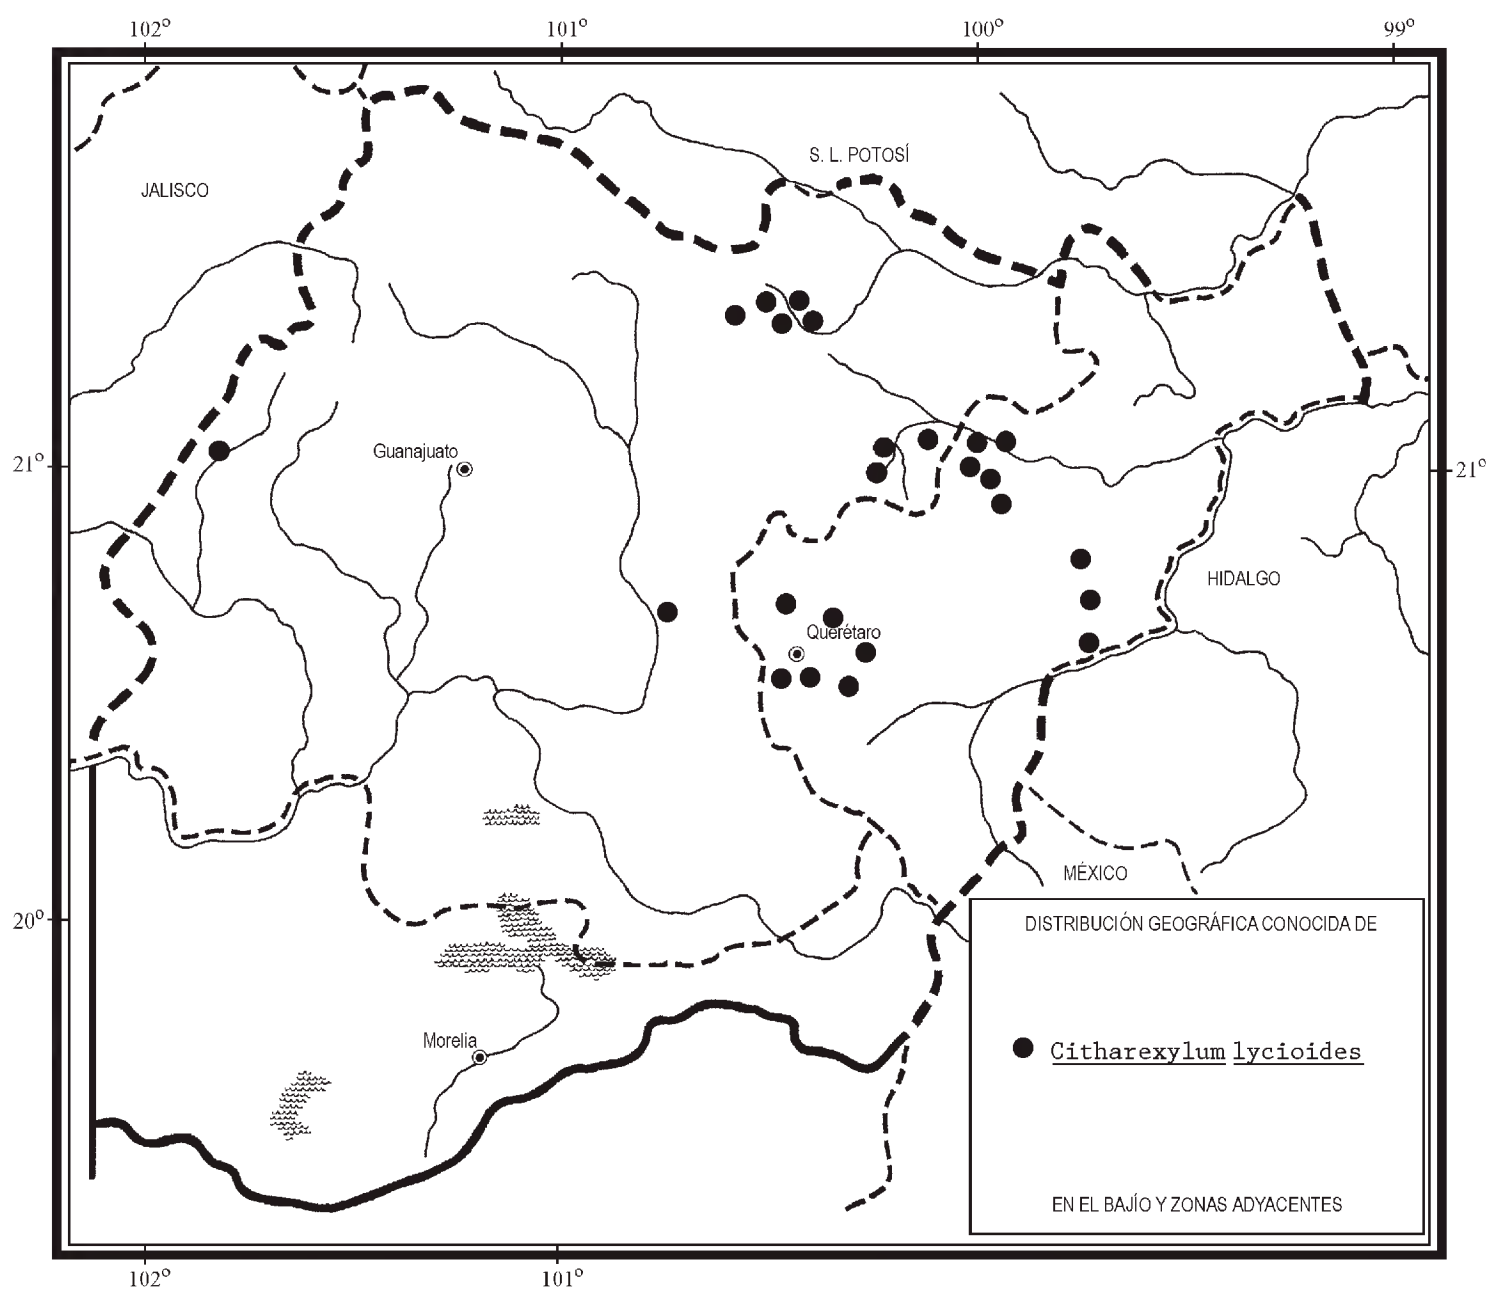 102° 101° 100° 99°
S. L. POTOSÍ
JALISCO
Guanajuato
21° 21°
HIDALGO
Querétaro
MÉXICO
20°
DISTRIBUCIÓN GEOGRÁFICA CONOCIDA DE
Morelia
Citharexylum lycioides
EN EL BAJÍO Y ZONAS ADYACENTES
102° 101°